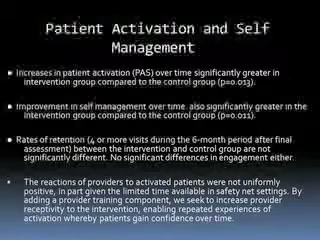 Patient Activation and Self
Management
Increases in patient activation (PAS) over time significantly greater in
intervention group compared to the control group (p=0.013).
Improvement in self management over time also significantly greater in the
intervention group compared to the control group (p=0.011).
Rates of retention (4 or more visits during the 6-month period after final
assessment) between the intervention and control group are not
significantly different. No significant differences in engagement either.
The reactions of providers to activated patients were not uniformly
positive, in part given the limited time available in safety net settings. By
adding a provider training component, we seek to increase provider
receptivity to the intervention, enabling repeated experiences of
activation whereby patients gain confidence over time.